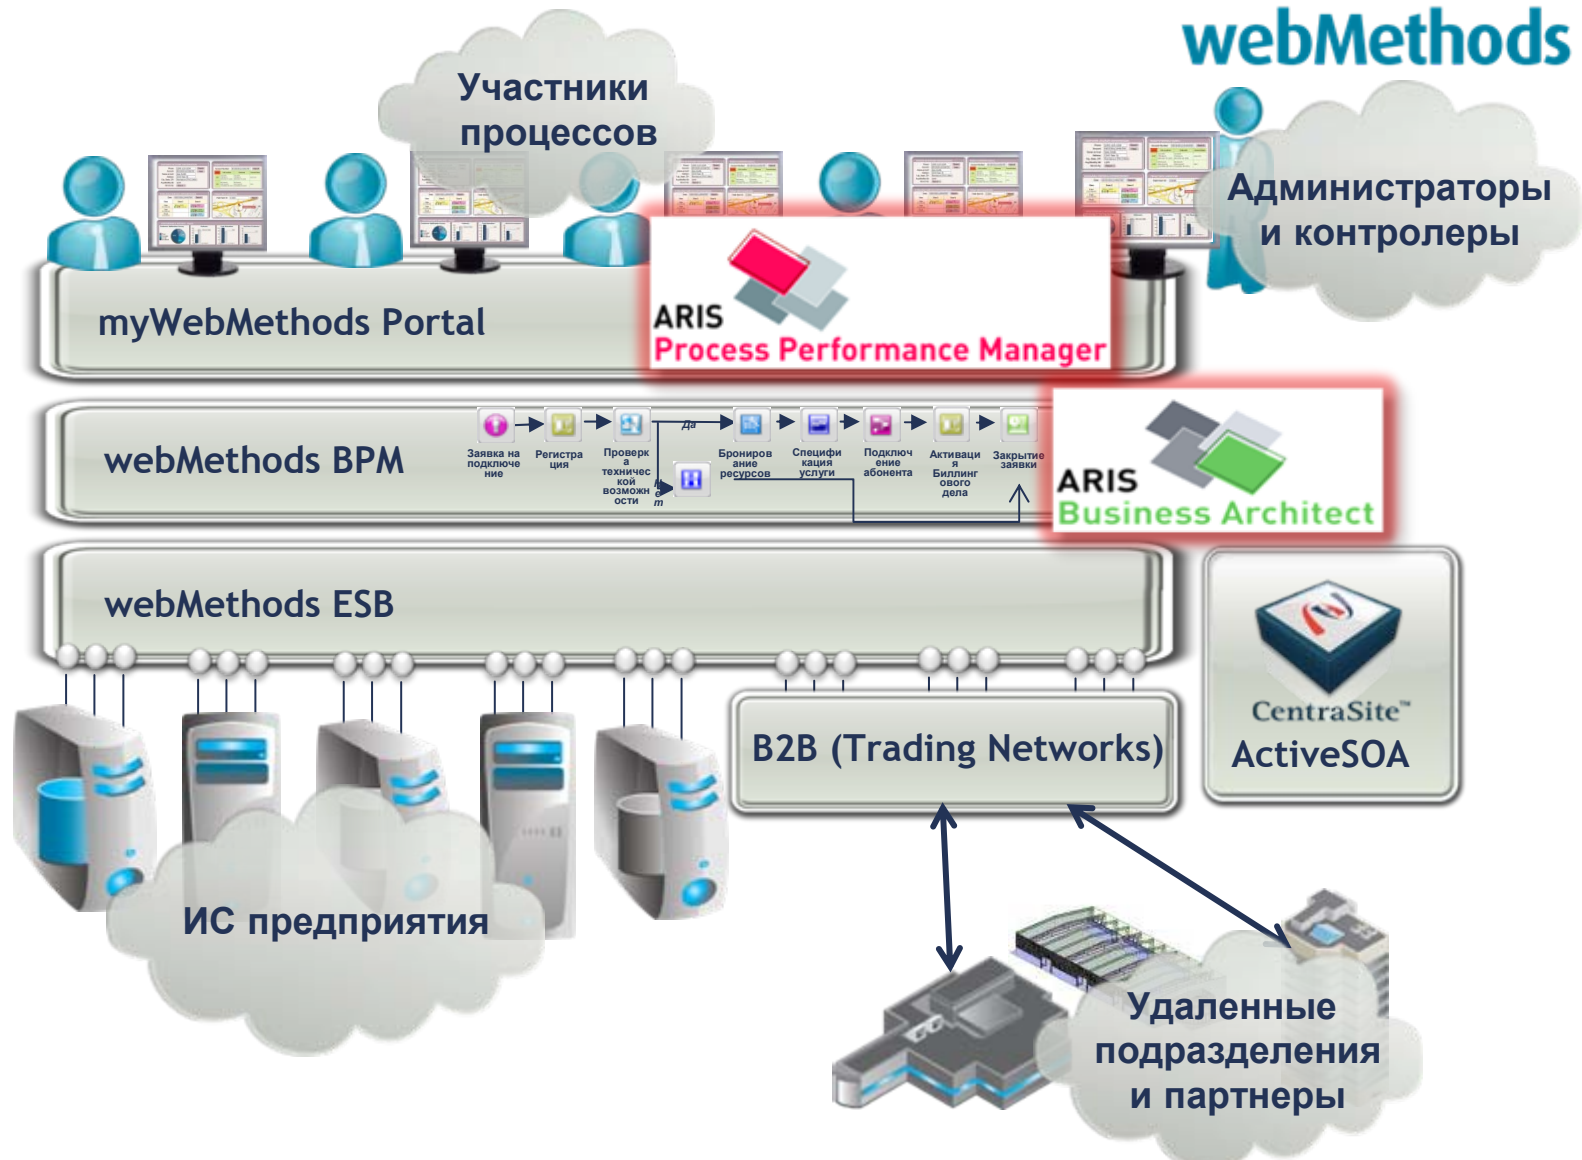 webMethods
Участники
процессов
Администраторы
и контролеры
myWebMethods Portal
ARIS
Process Performance Manager
webMethods BPM
Заявка на
подключе
ние
Регистра
ция
Проверк
а
техничес
кой
возможн
ости
Да
Н
е
т
Брониров
ание
ресурсов
Специфи
кация
услуги
Подключ
ение
абонента
Активаци
я
Биллинг
ового
дела
Закрытие
заявки
ARIS
Business Architect
webMethods ESB
B2B (Trading Networks)
CentraSite™
ActiveSOA
ИС предприятия
Удаленные
подразделения
и партнеры